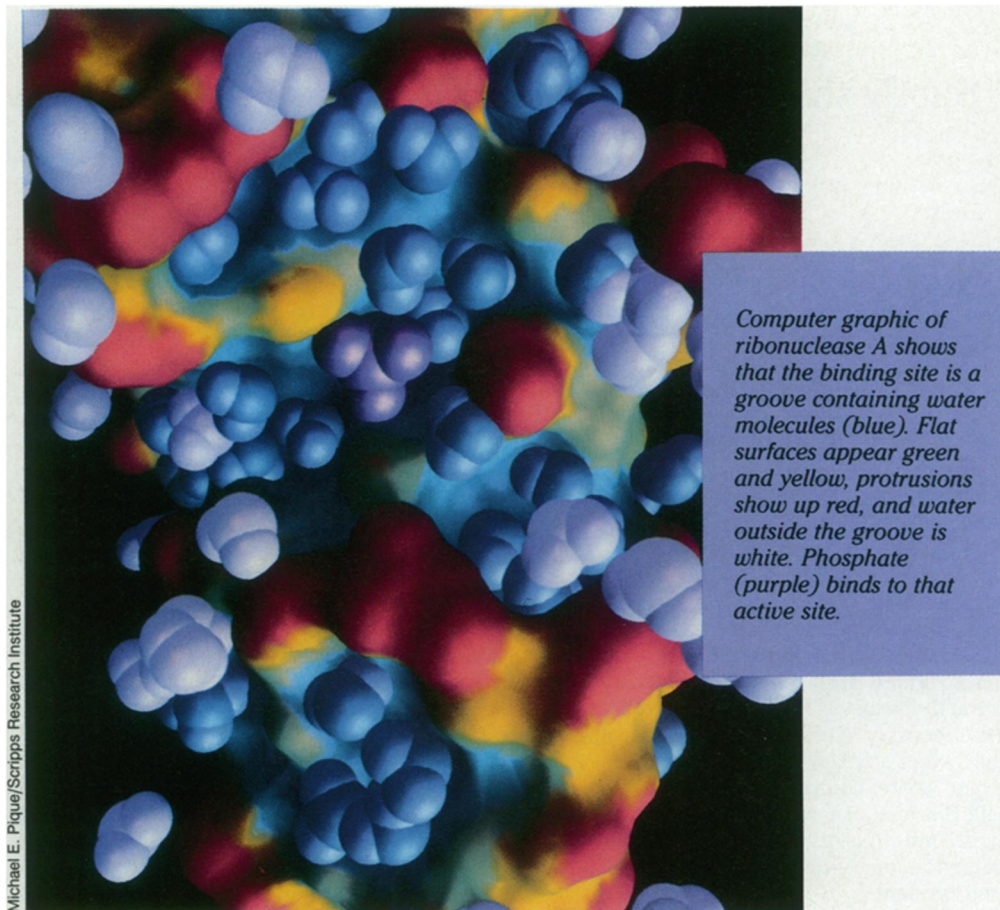 Computer graphic of
ribonuclease A shows
that the binding site is a
groove containing water
molecules (blue). Flat
surfaces appear green
and yellow, protrusions
show up red, and water
outside the groove is
white. Phosphate
(purple) binds to that
active site.
Michael E. Pique/Scripps Research Institute